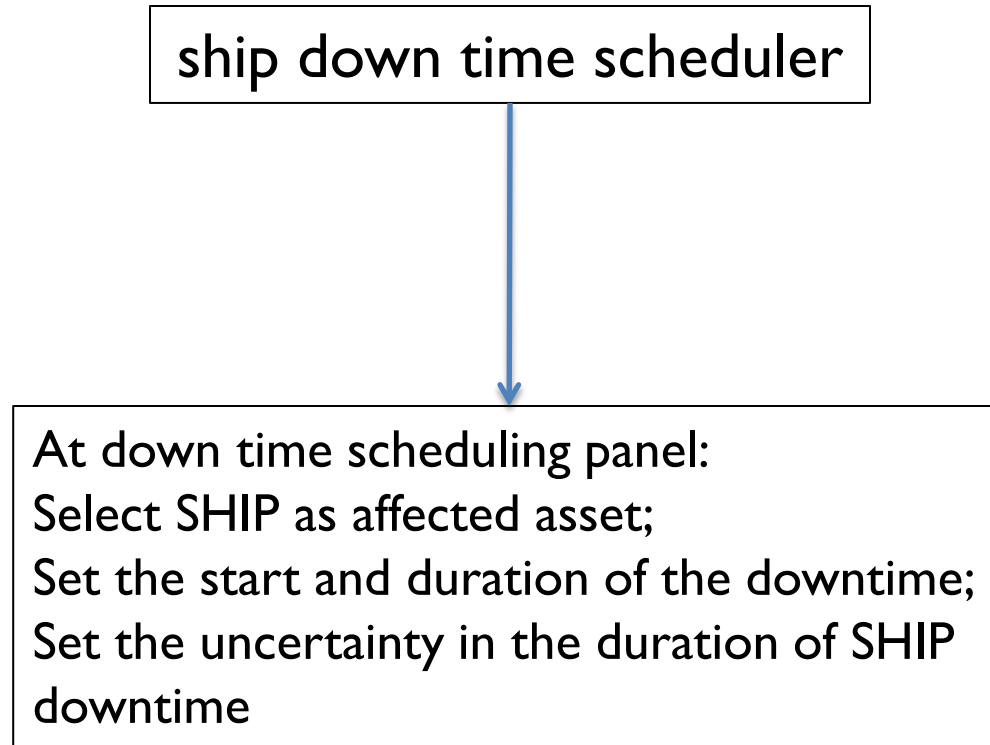 ship down time scheduler
At down time scheduling panel:
Select SHIP as affected asset;
Set the start and duration of the downtime;
Set the uncertainty in the duration of SHIP
downtime